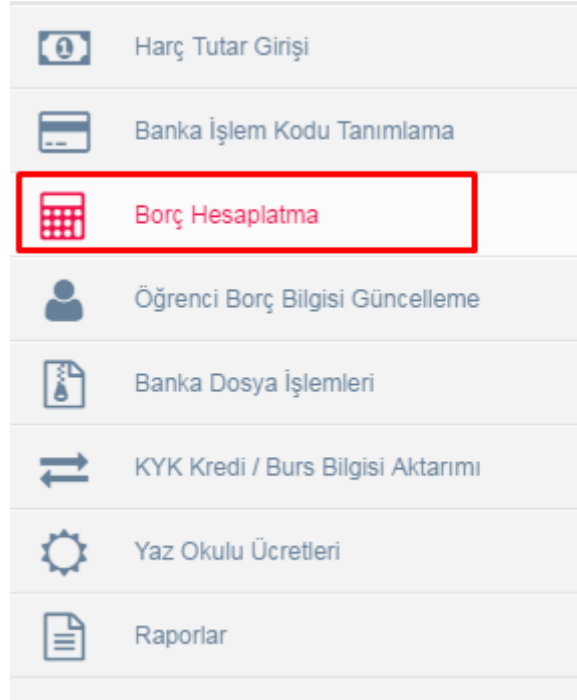 Harç Tutar Girişi
Banka İşlem Kodu Tanımlama
Borç Hesaplatma
Öğrenci Borç Bilgisi Güncelleme
Banka Dosya İşlemleri
KYK Kredi / Burs Bilgisi Aktarımı
Yaz Okulu Ücretleri
Raporlar